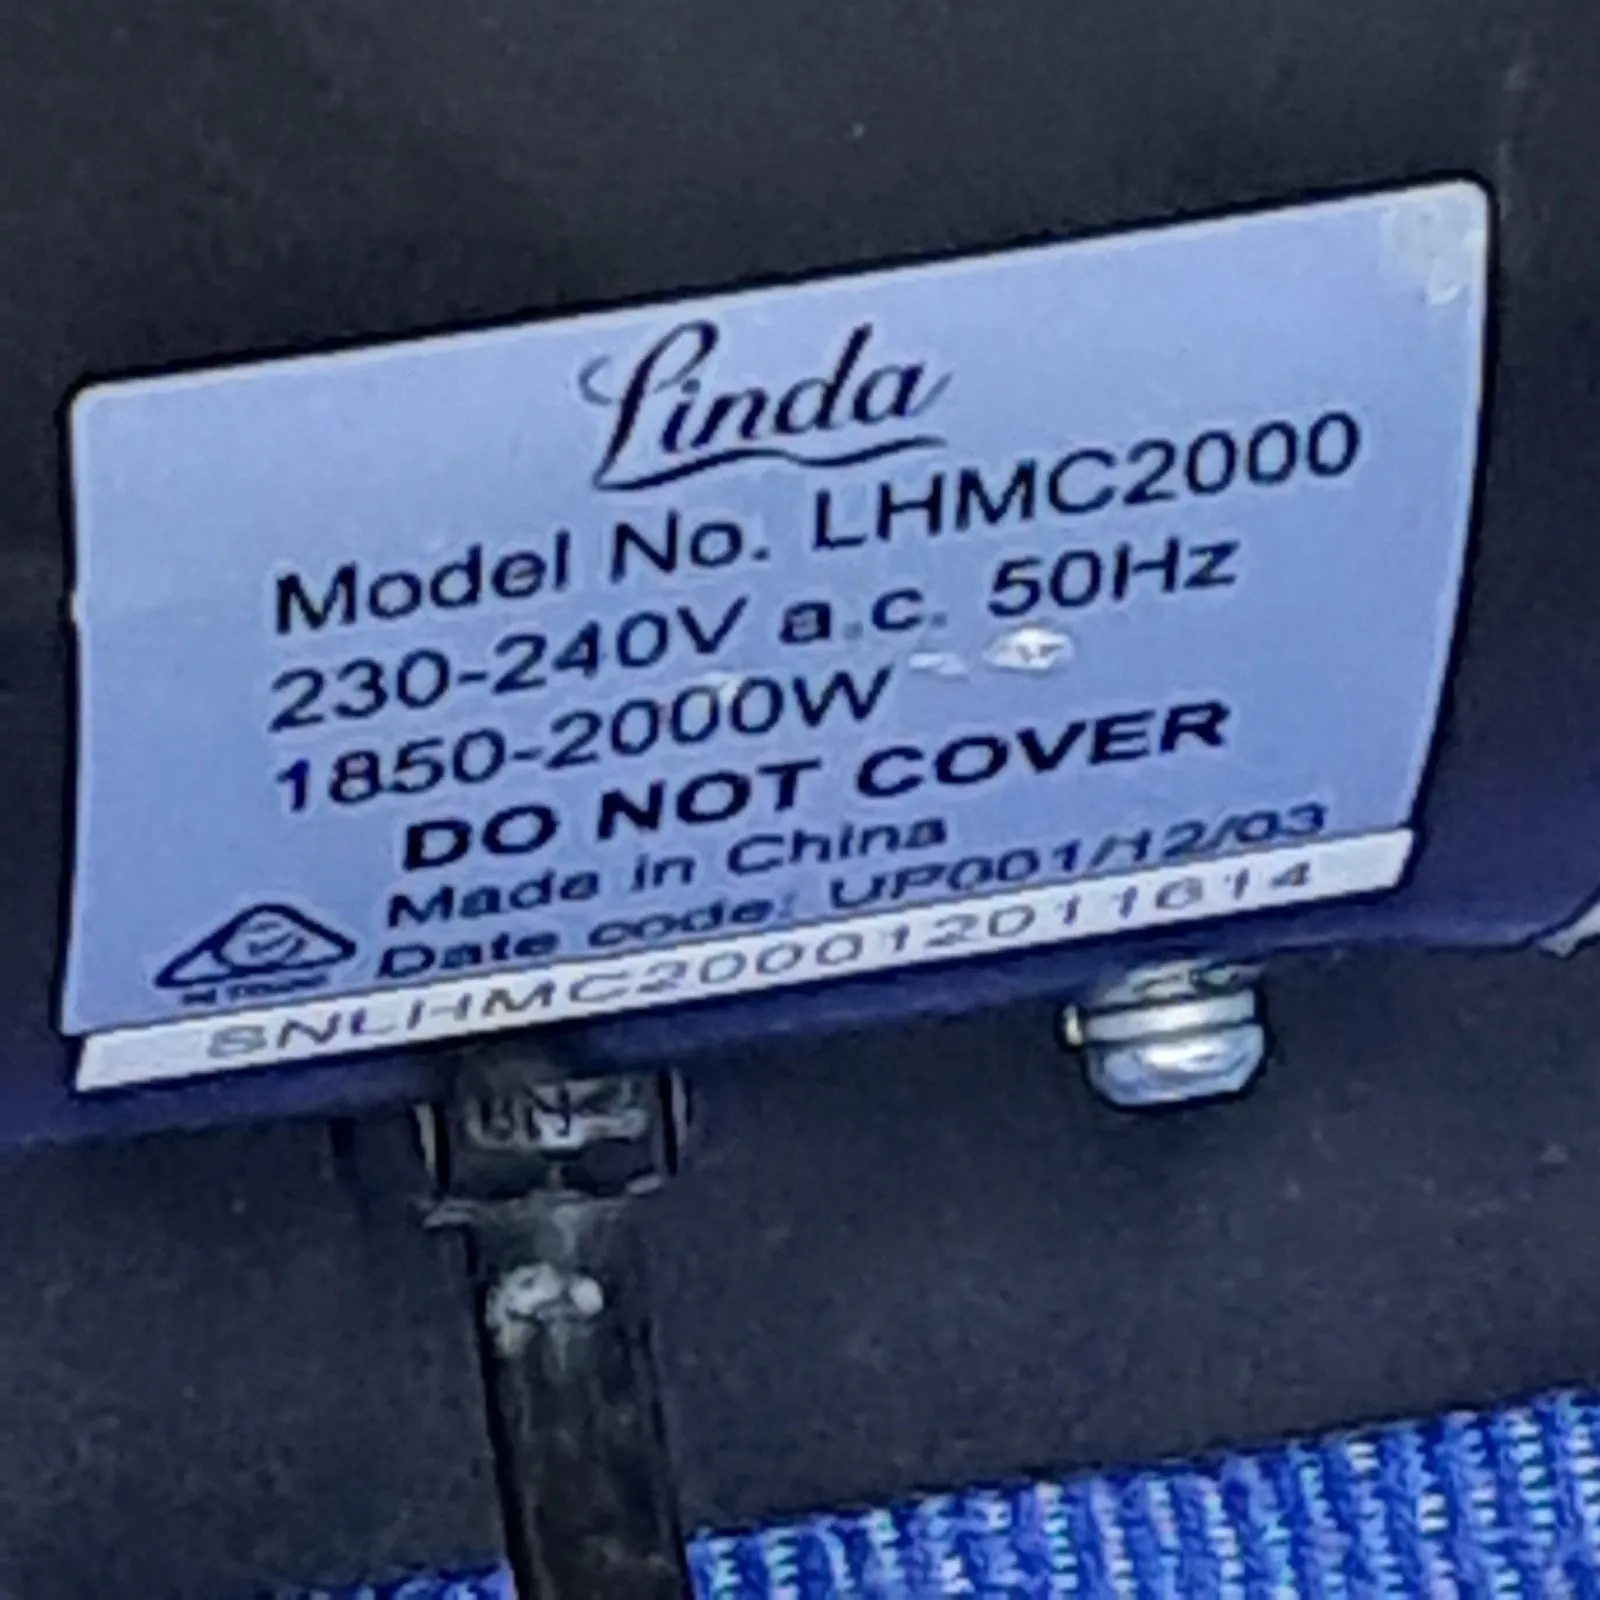 Linda
Model No. LHMC2000
230-240V a.c. 50Hz
1850-2000W
DO NOT COVER
Made in China
Date code: UP001/12/03
SNLHMC200012D11614